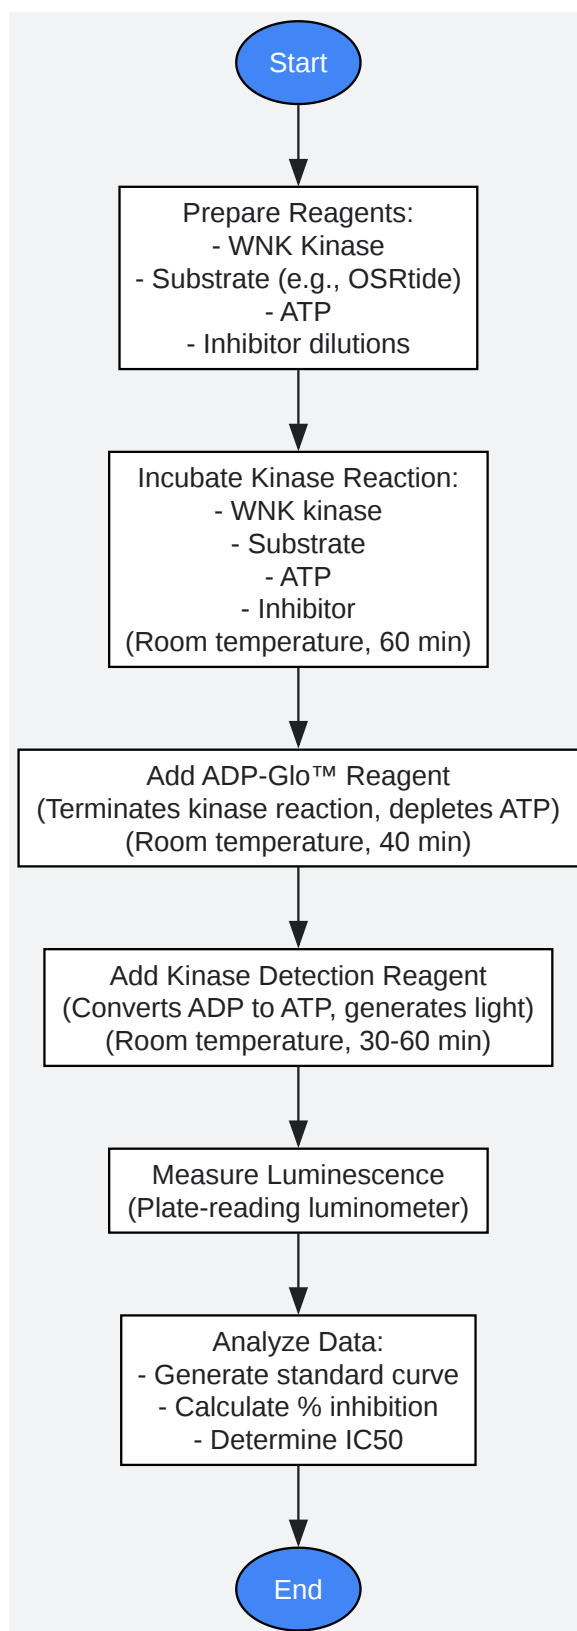 Start
Prepare Reagents:
- WNK Kinase
- Substrate (e.g., OSRtide)
- ATP
- Inhibitor dilutions
Incubate Kinase Reaction:
- WNK kinase
- Substrate
- ATP
- Inhibitor
(Room temperature, 60 min)
Add ADP-Glo™ Reagent
(Terminates kinase reaction, depletes ATP)
(Room temperature, 40 min)
Add Kinase Detection Reagent
(Converts ADP to ATP, generates light)
(Room temperature, 30-60 min)
Measure Luminescence
(Plate-reading luminometer)
Analyze Data:
- Generate standard curve
- Calculate % inhibition
- Determine IC50
End